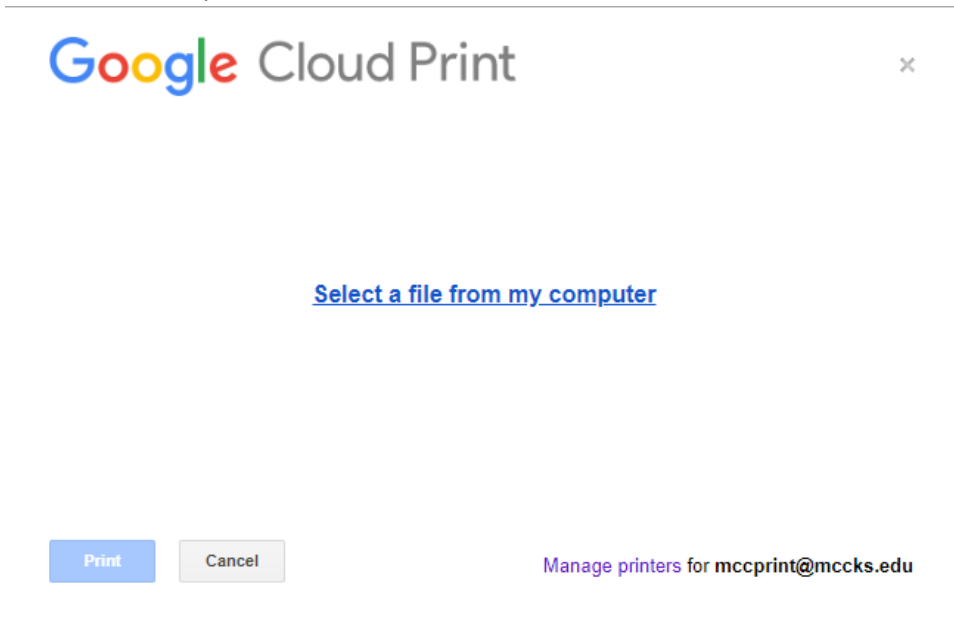 Google Cloud Print
×
Select a file from my computer
Print
Cancel
Manage printers for mccprint@mccks.edu